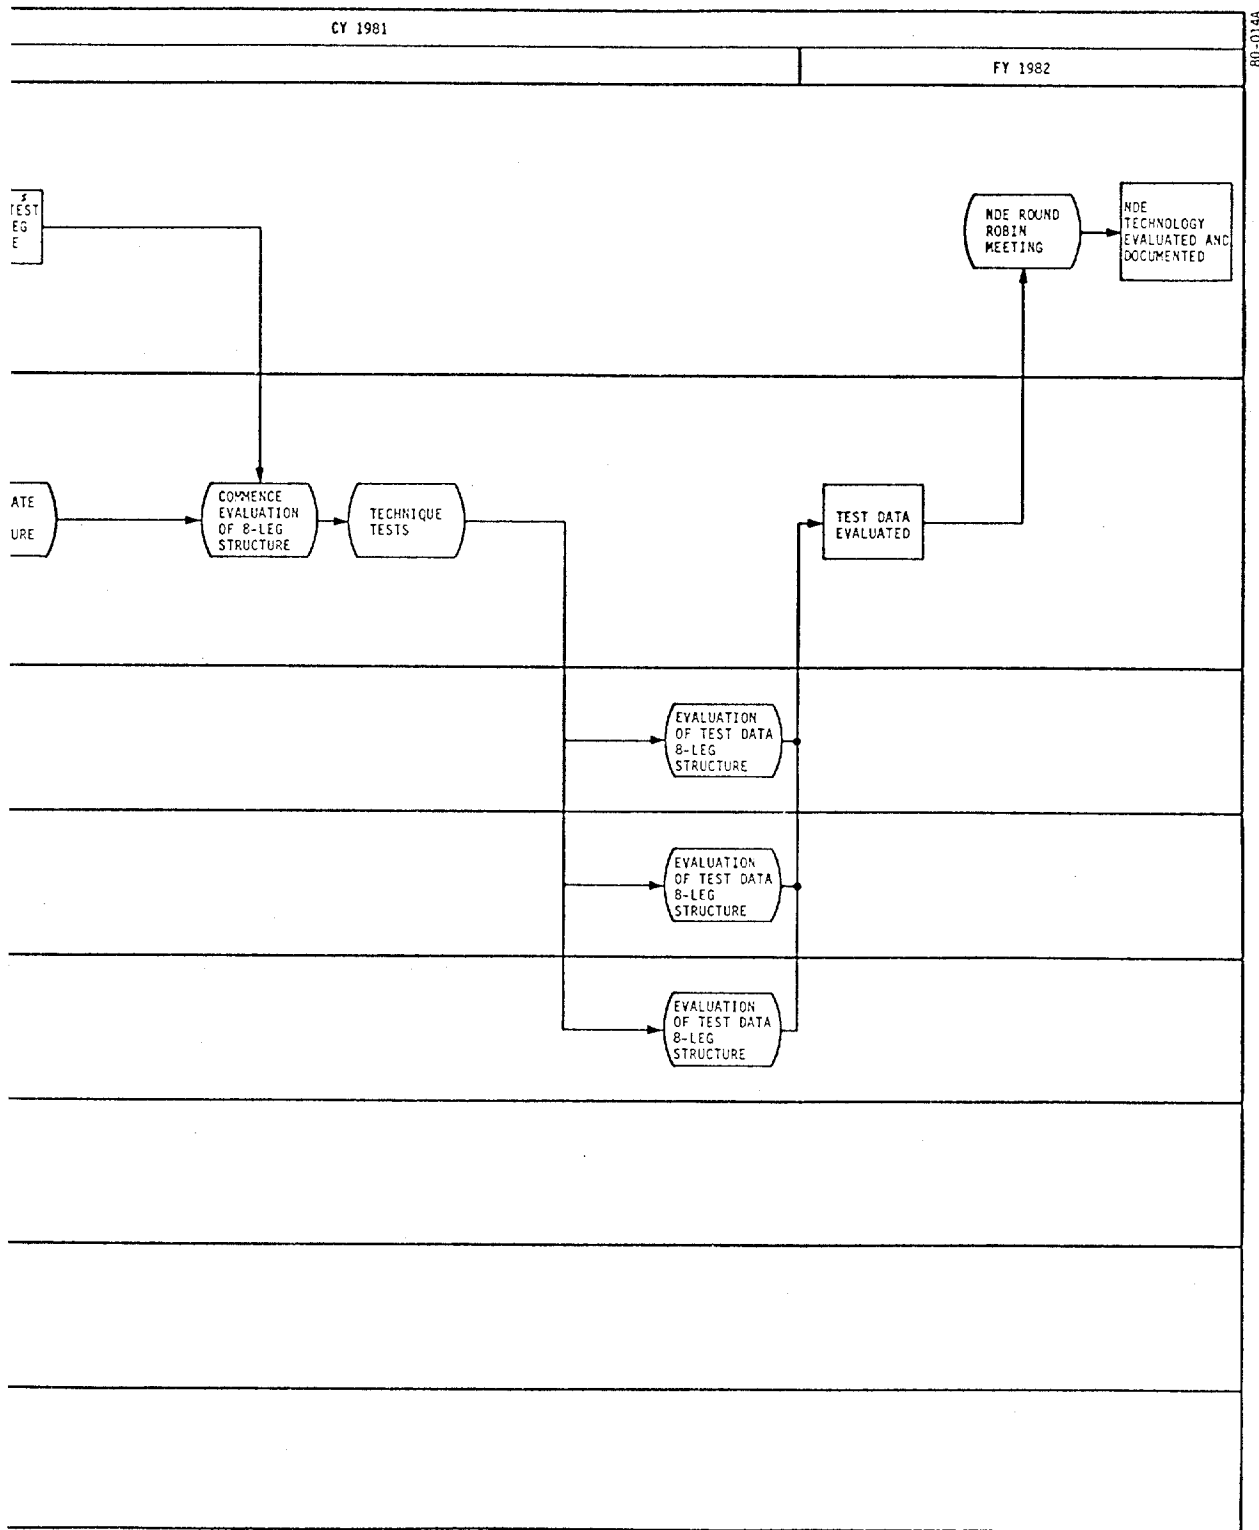 CY 1981
80-014A
FY 1982
S
TEST
EG
E
NDE ROUND
ROBIN
MEETING
NDE
TECHNOLOGY
EVALUATED AND
DOCUMENTED
ATE
URE
COMMENCE
EVALUATION
OF 8-LEG
STRUCTURE
TECHNIQUE
TESTS
TEST DATA
EVALUATED
EVALUATION
OF TEST DATA
8-LEG
STRUCTURE
EVALUATION
OF TEST DATA
8-LEG
STRUCTURE
EVALUATION
OF TEST DATA
8-LEG
STRUCTURE